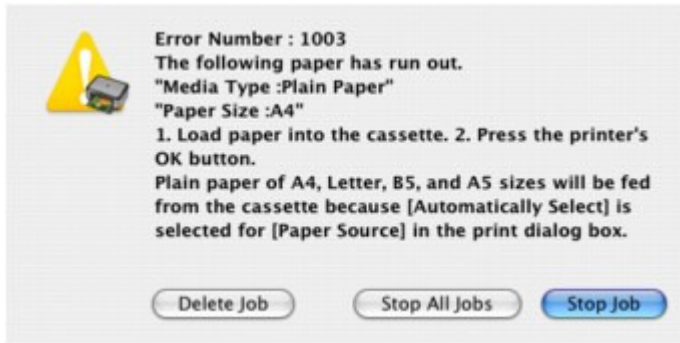 Error Number : 1003
The following paper has run out.
"Media Type :Plain Paper"
"Paper Size :A4"
1. Load paper into the cassette. 2. Press the printer's
OK button.
Plain paper of A4, Letter, B5, and A5 sizes will be fed
from the cassette because [Automatically Select] is
selected for [Paper Source] in the print dialog box.
Delete Job
Stop All Jobs
Stop Job